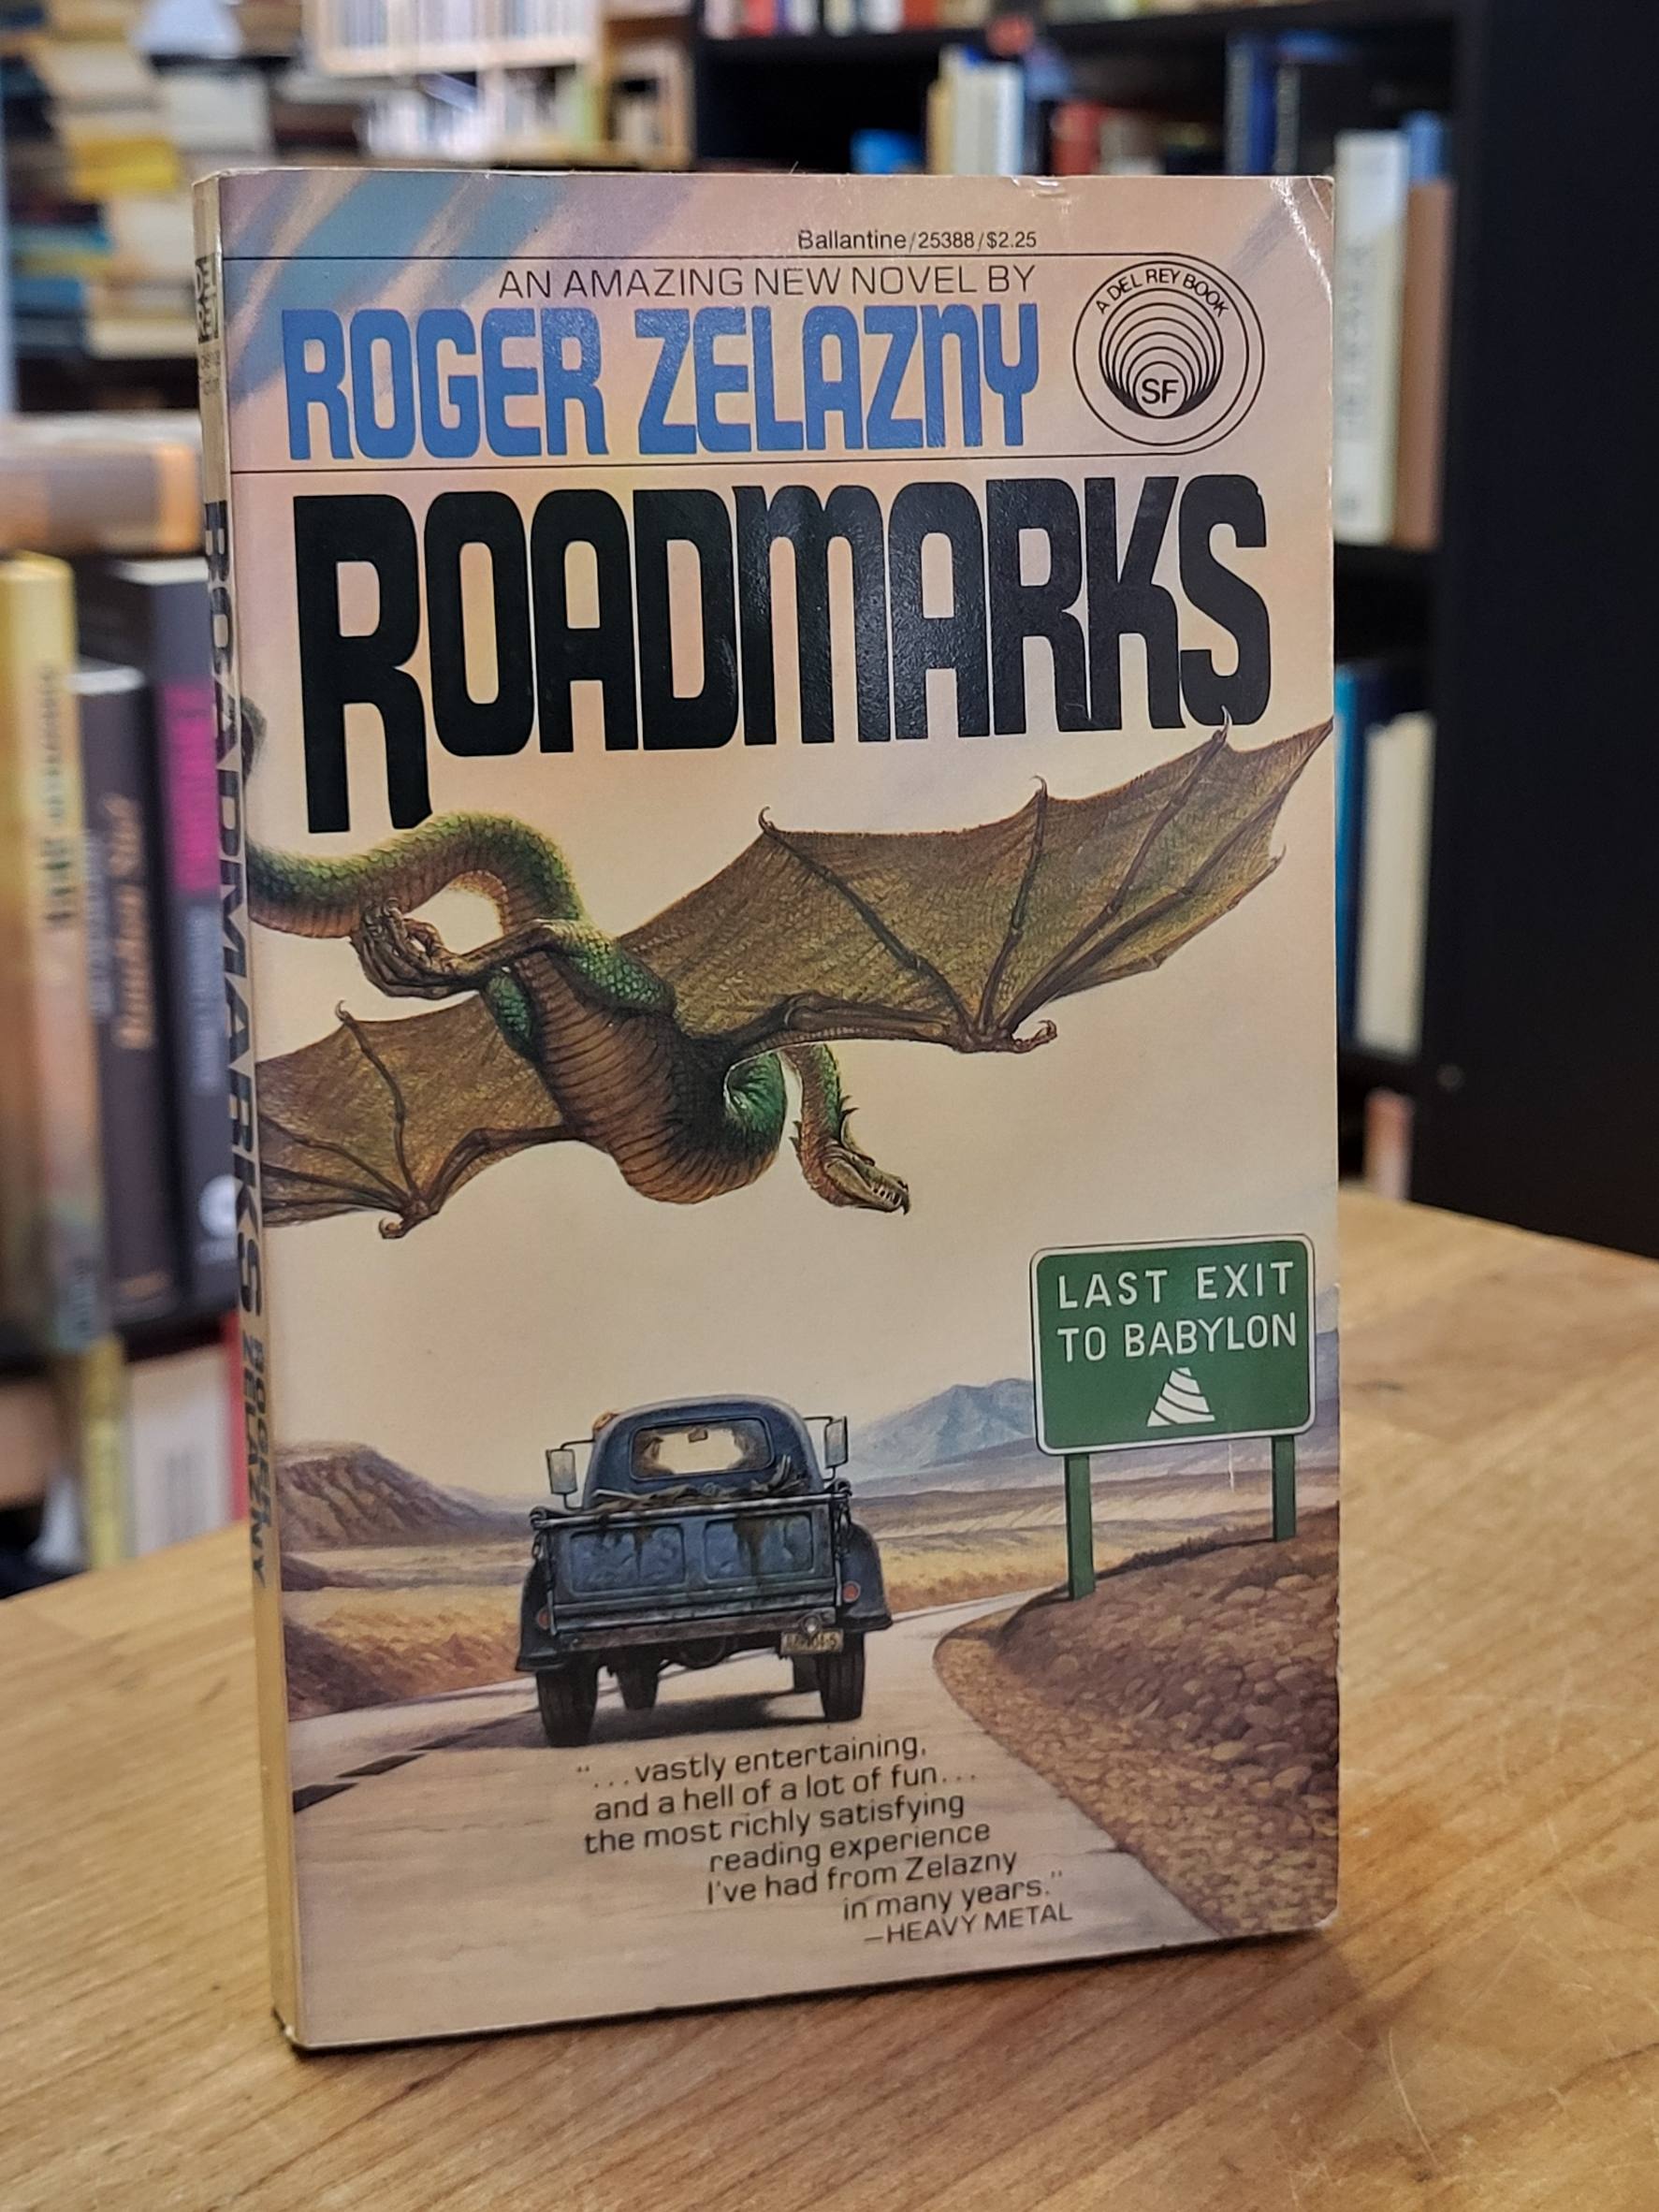 Ballantine/25388/$2.25
AN AMAZING NEW NOVEL BY
ROGER ZELAZNY
A DEL REY BOOK
SF
ROADMARKS
LAST EXIT
TO BABYLON
"...vastly entertaining,
and a hell of a lot of fun...
the most richly satisfying
reading experience
I've had from Zelazny
in many years."
—HEAVY METAL
ROADMARKS
ROGER
ZELAZNY